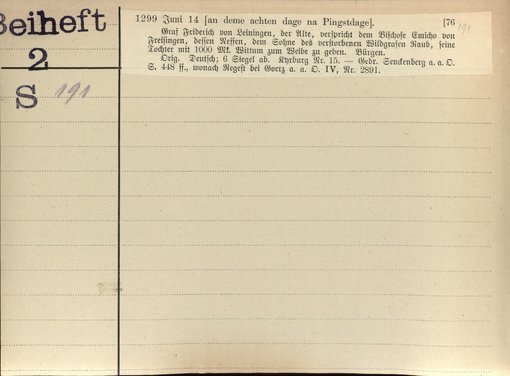 Beiheft
2
S 191
1299 Juni 14 [an deme achten dage na Pingstdage]. [76
191
Graf Friderich von Leiningen, der Alte, verspricht dem Bischofe Emicho von
Freisingen, dessen Neffen, dem Sohne des verstorbenen Wildgrafen Raub, seine
Tochter mit 1000 Mk. Wittum zum Weibe zu geben. Bürgen.
Orig. Deutsch; 6 Siegel ab. Kyrburg Nr. 15. — Gedr. Senckenberg a. a. O.
S. 448 ff., wonach Regest bei Goerz a. a. O. IV, Nr. 2891.